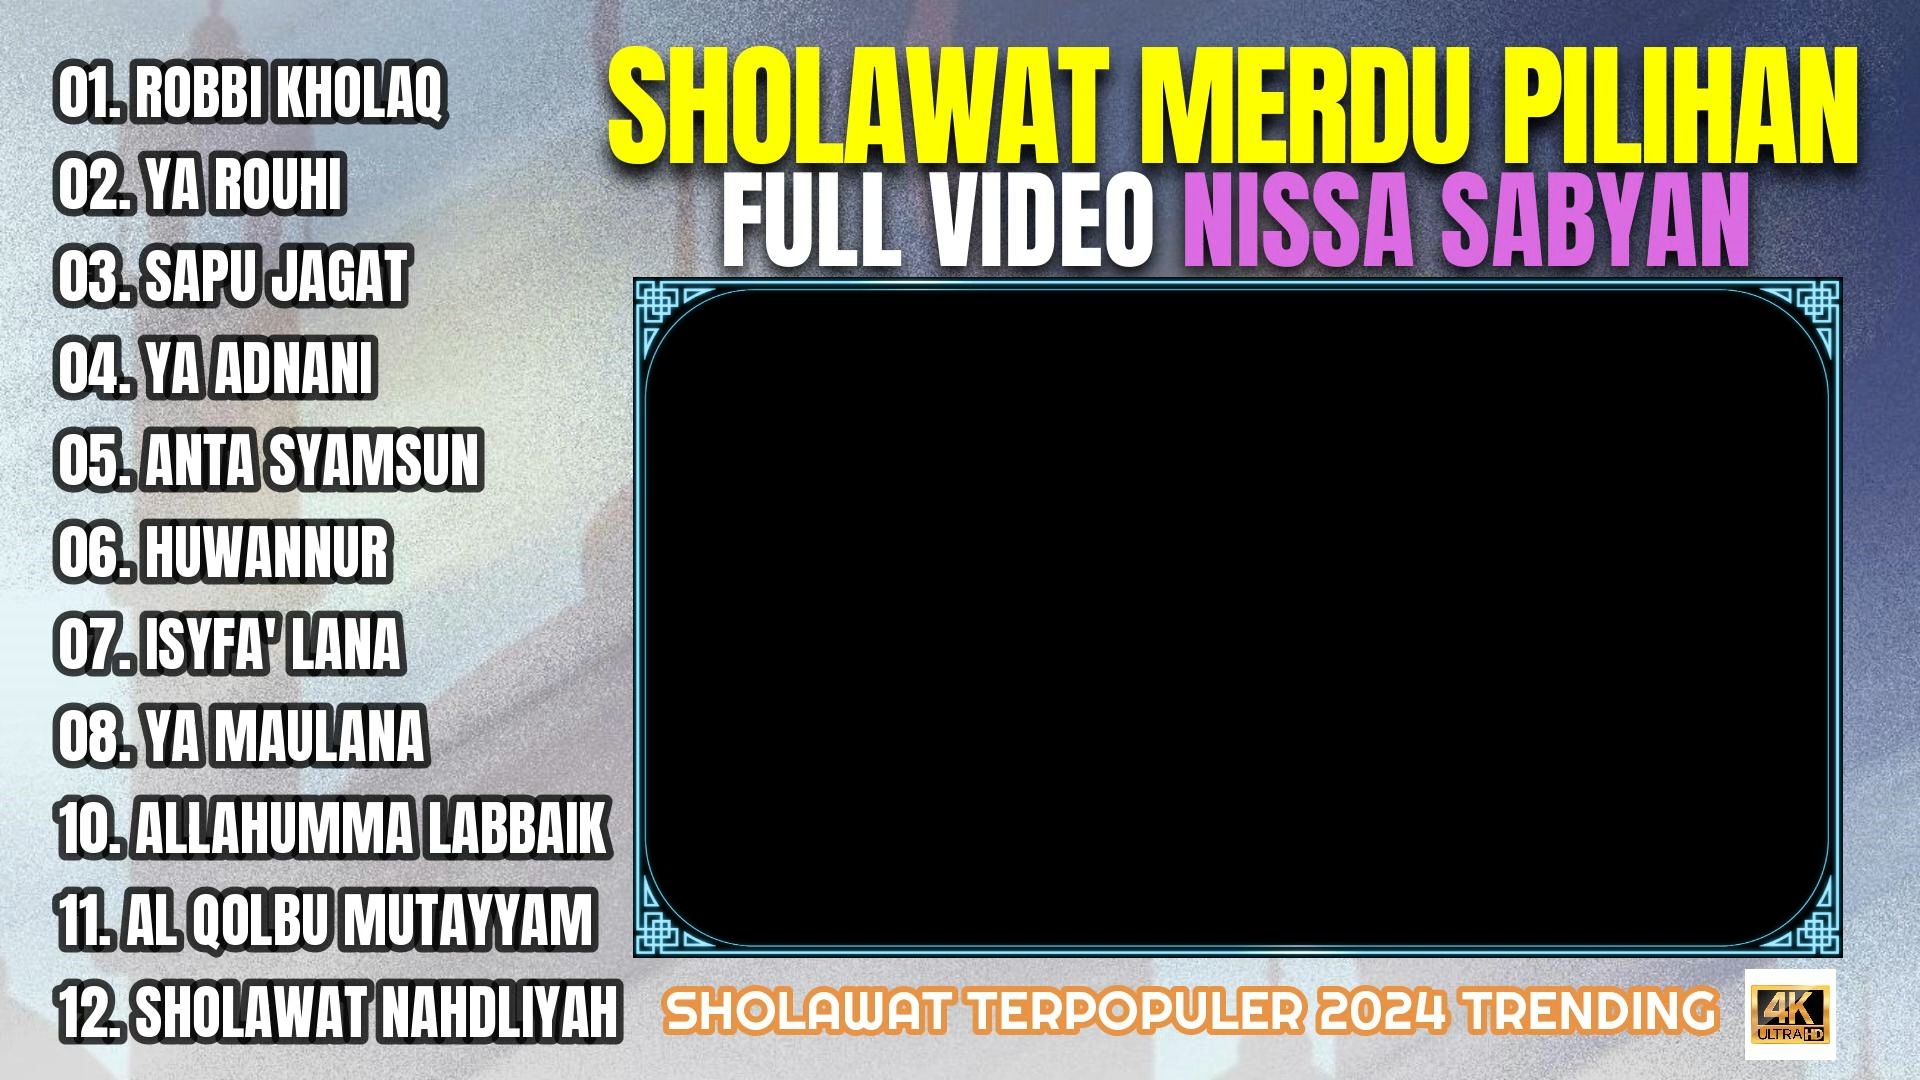 01. ROBBI KHOLAQ
02. YA ROUHI
03. SAPU JAGAT
04. YA ADNANI
05. ANTA SYAMSUN
06. HUWANNUR
07. ISYFA' LANA
08. YA MAULANA
10. ALLAHUMMA LABBAIK
11. AL QOLBU MUTAYYAM
12. SHOLAWAT NAHDLIYAH
SHOLAWAT MERDU PILIHAN
FULL VIDEO NISSA SABYAN
SHOLAWAT TERPOPULER 2024 TRENDING
4K
ULTRA HD